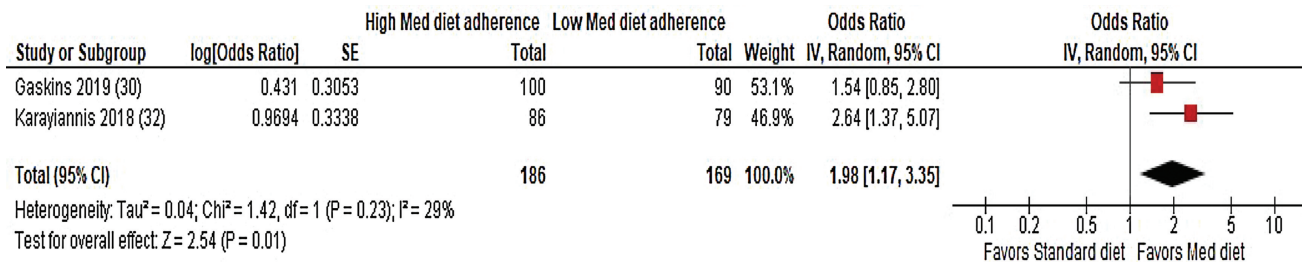 High Med diet adherence Low Med diet adherence Odds Ratio Odds Ratio
Study or Subgroup log[Odds Ratio] SE Total Total Weight IV, Random, 95% CI IV, Random, 95% CI
Gaskins 2019 (30) 0.431 0.3053 100 90 53.1% 1.54 [0.85, 2.80]
Karayiannis 2018 (32) 0.9694 0.3338 86 79 46.9% 2.64 [1.37, 5.07]
Total (95% CI) 186 169 100.0% 1.98 [1.17, 3.35]
Heterogeneity: Tau² = 0.04; Chi² = 1.42, df = 1 (P = 0.23); I² = 29%
Test for overall effect: Z = 2.54 (P = 0.01)
0.1 0.2 0.5 1 2 5 10
Favors Standard diet Favors Med diet